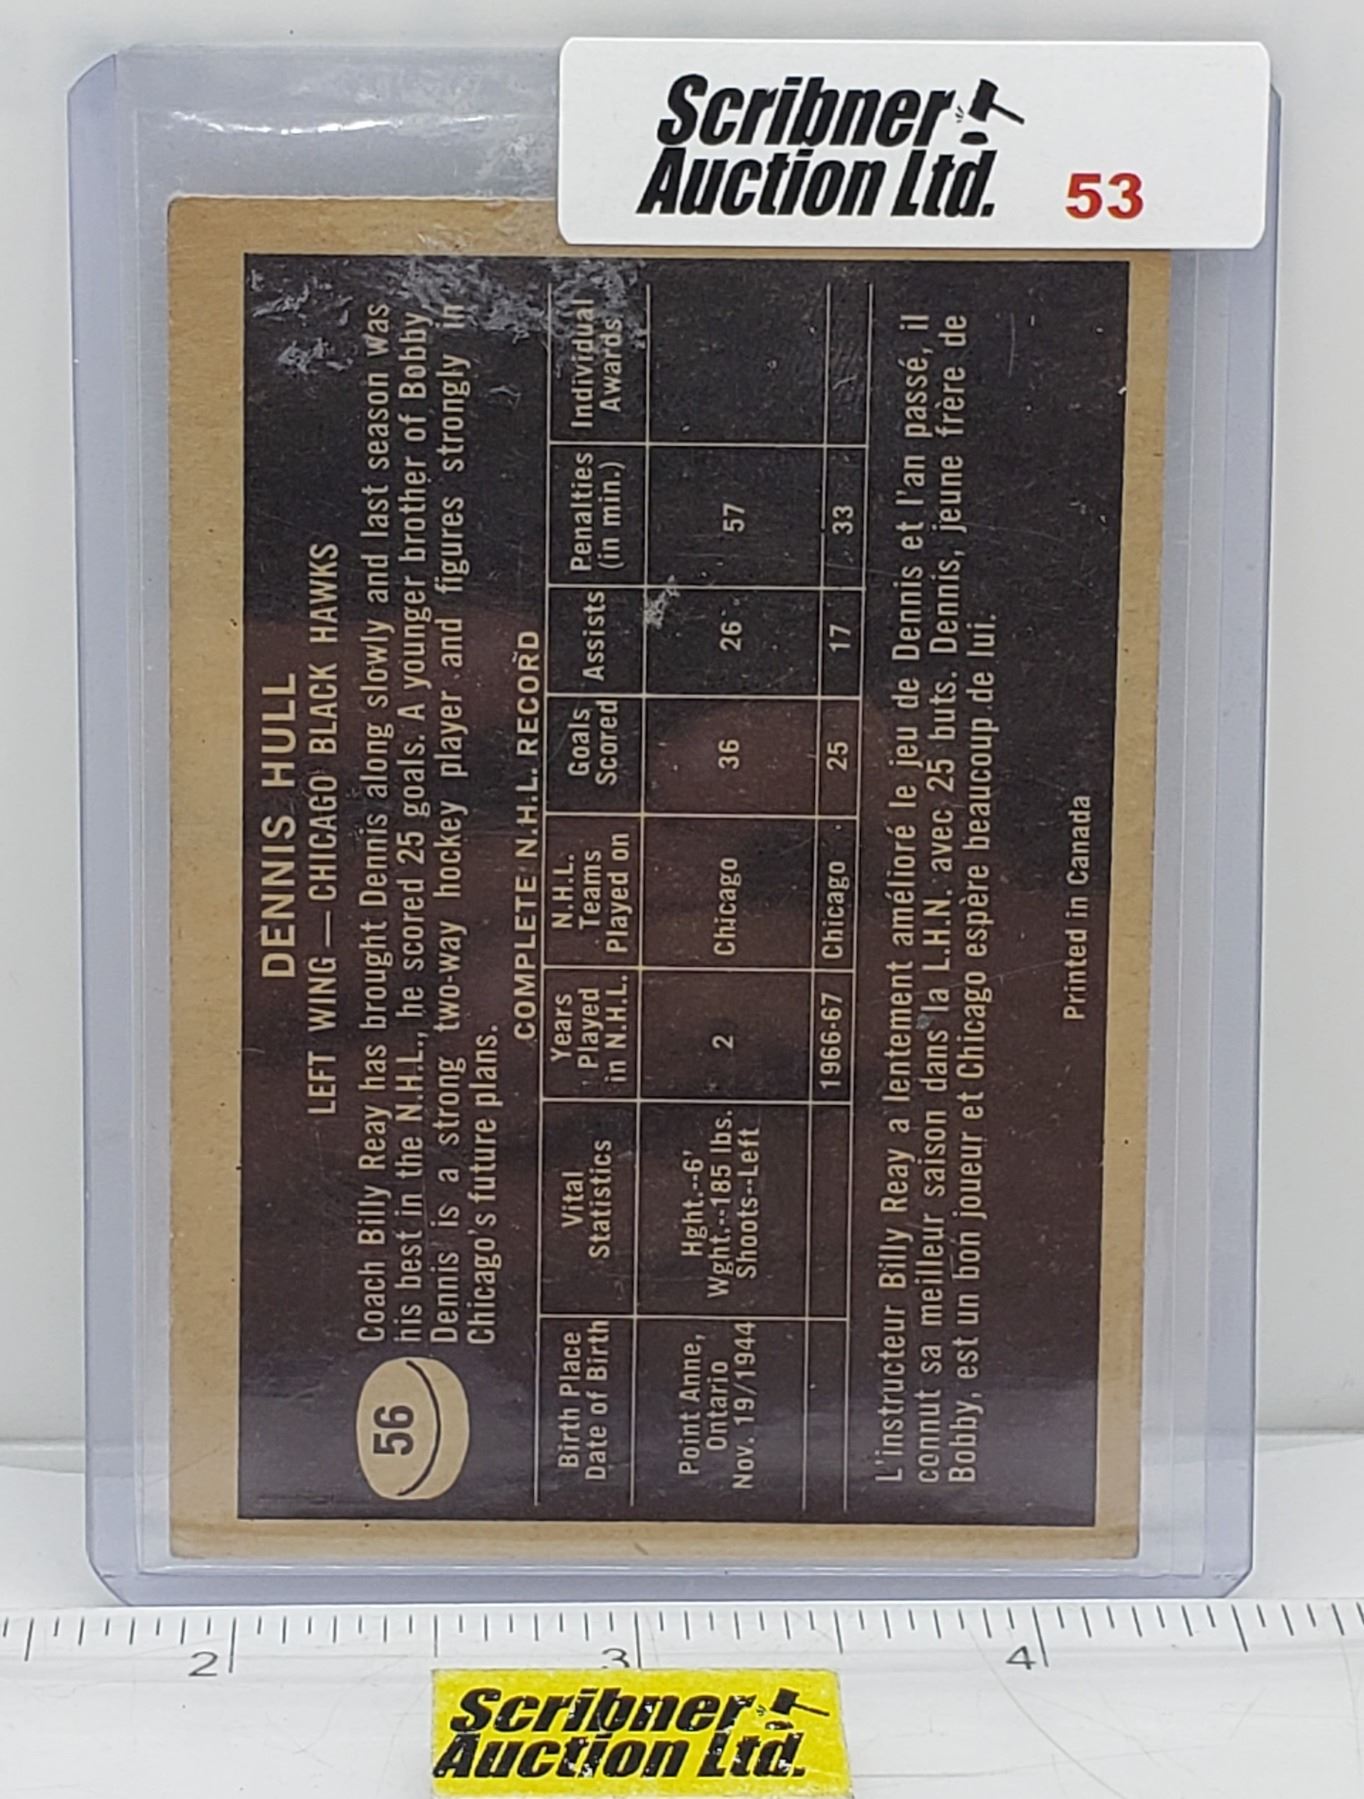 Scribner
Auction Ltd.
53
DENNIS HULL
LEFT WING—CHICAGO BLACK HAWKS
56
Coach Billy Reay has brought Dennis along slowly and last season was
his best in the N.H.L., he scored 25 goals. A younger brother of Bobby,
Dennis is a strong two-way hockey player and figures strongly in
Chicago's future plans.
COMPLETE N.H.L. RECORD
Birth Place
Date of Birth
Vital
Statistics
Years
Played
in N.H.L.
N.H.L.
Teams
Played on
Goals
Scored
Assists
Penalties
(in min.)
Individual
Awards
Point Anne,
Ontario
Nov. 19/1944
Hght.--6'
Wght.--185 lbs.
Shoots--Left
2
Chicago
36
26
57
1966-67
Chicago
25
17
33
L'instructeur Billy Reay a lentement amélioré le jeu de Dennis et l'an passé, il
connut sa meilleur saison dans la L.H.N. avec 25 buts. Dennis, jeune frère de
Bobby, est un bon joueur et Chicago espère beaucoup de lui.
Printed in Canada
2
3
4
Scribner
Auction Ltd.